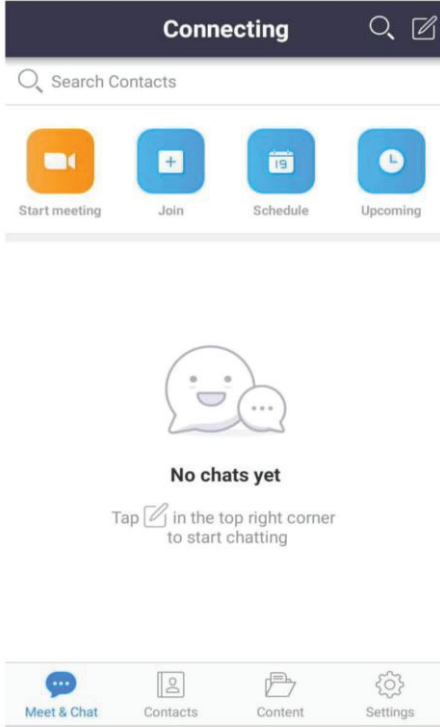 Connecting
Search Contacts
19
Start meeting
Join
Schedule
Upcoming
No chats yet
Tap in the top right corner
to start chatting
Meet & Chat
Contacts
Content
Settings